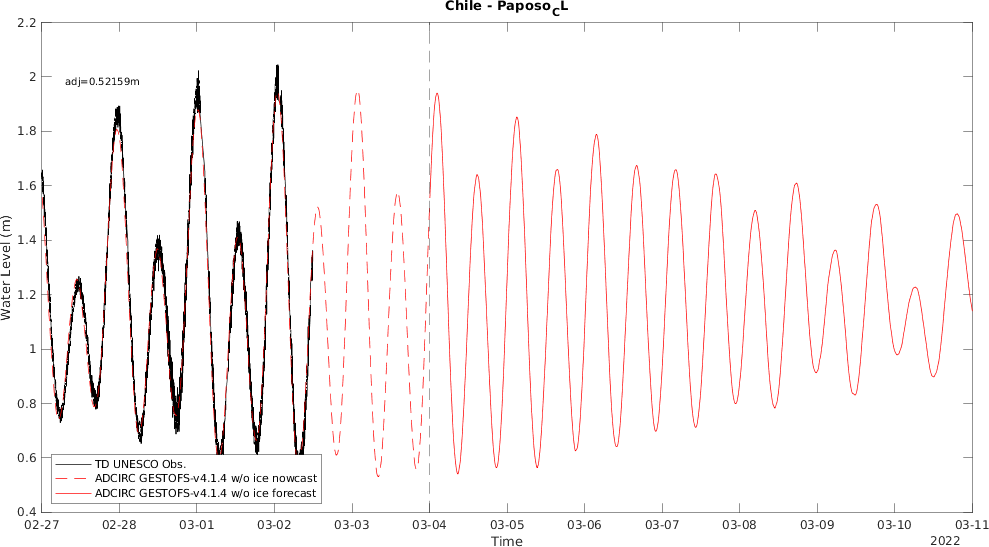 Chile - Paposo_CL
2.2
2
1.8
1.6
1.4
1.2
1
0.8
0.6
0.4
Water Level (m)
adj=0.52159m
TD UNESCO Obs.
ADCIRC GESTOFS-v4.1.4 w/o ice nowcast
ADCIRC GESTOFS-v4.1.4 w/o ice forecast
02-27 02-28 03-01 03-02 03-03 03-04 03-05 03-06 03-07 03-08 03-09 03-10 03-11
Time
2022